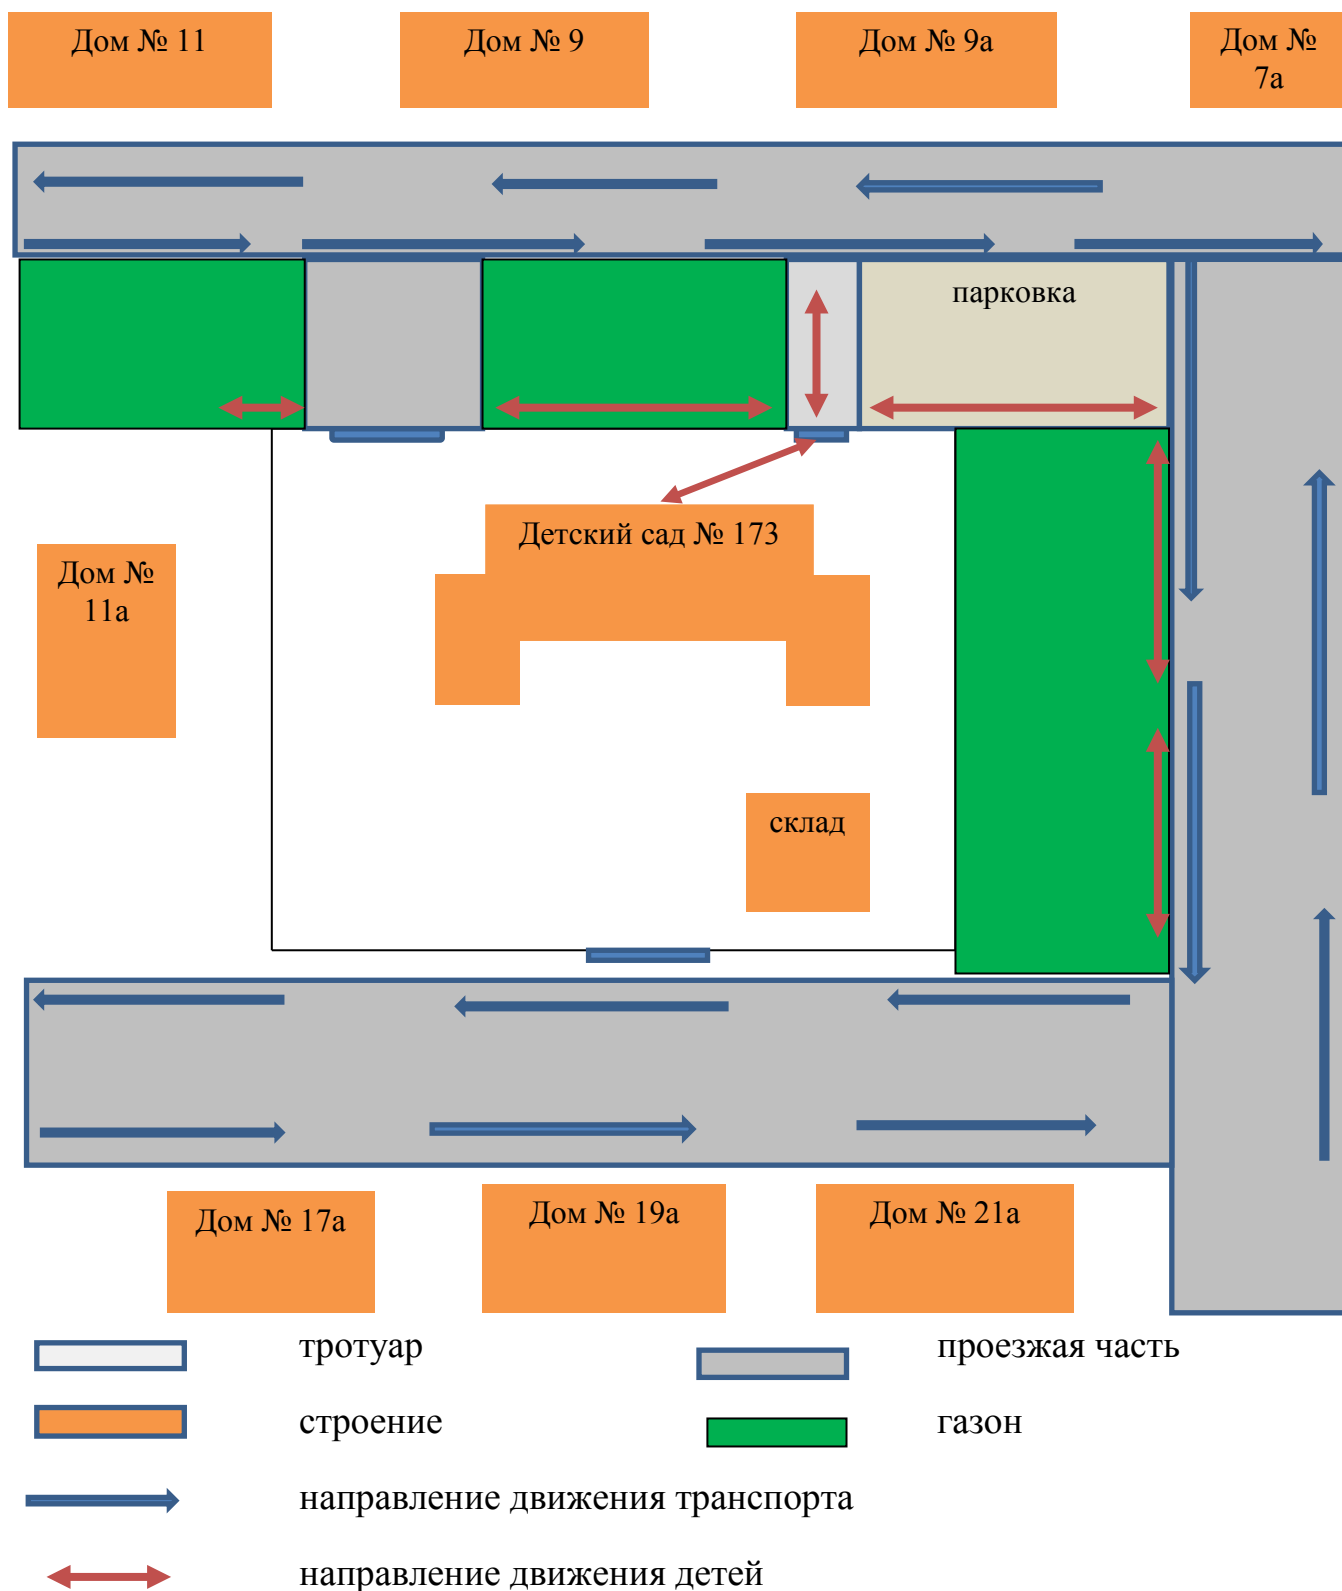 Дом № 11
Дом № 9
Дом № 9а
Дом №
7а
парковка
Детский сад № 173
Дом №
11а
склад
Дом № 17а
Дом № 19а
Дом № 21а
тротуар
проезжая часть
строение
газон
направление движения транспорта
направление движения детей